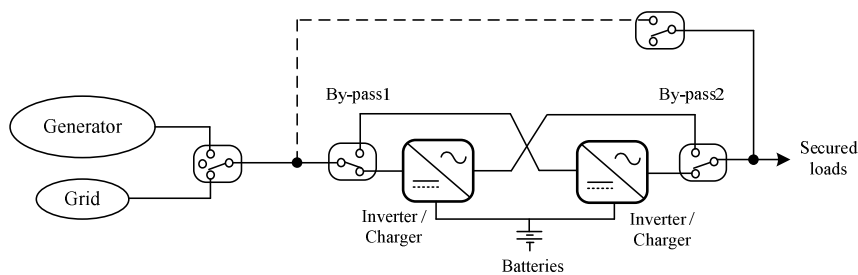 By-pass1
By-pass2
Generator
Grid
Secured
loads
Inverter /
Charger
Inverter /
Charger
Batteries